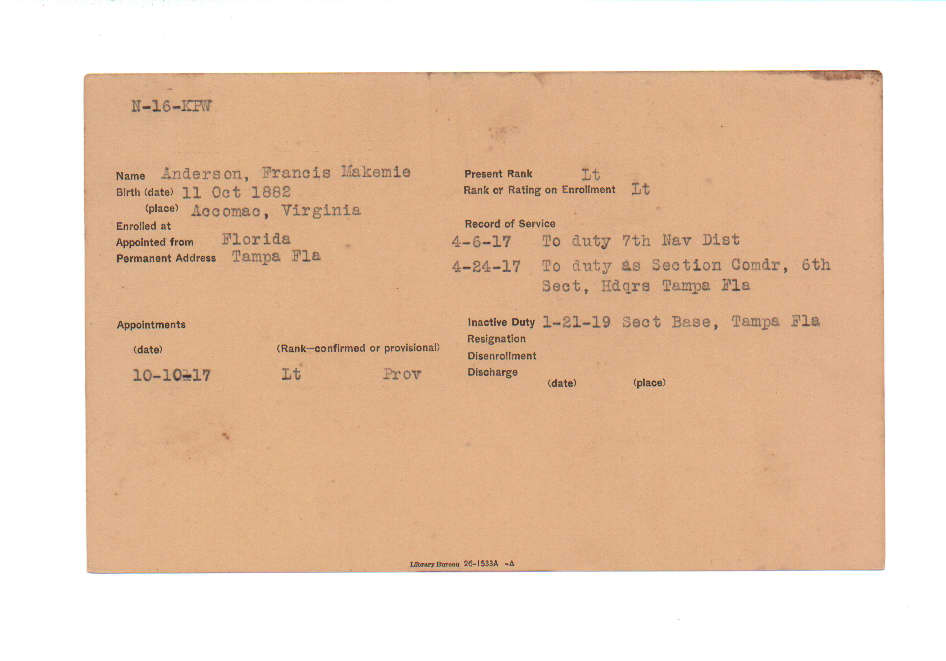 N-16-KPW
Name Anderson, Francis Makemie
Birth (date) 11 Oct 1882
(place) Accomac, Virginia
Enrolled at
Appointed from Florida
Permanent Address Tampa Fla
Present Rank Lt
Rank or Rating on Enrollment Lt
Record of Service
4-6-17 To duty 7th Nav Dist
4-24-17 To duty as Section Comdr, 6th
Sect, Hdqrs Tampa Fla
Appointments
(date) (Rank—confirmed or provisional)
10-10-17 Lt Prov
Inactive Duty 1-21-19 Sect Base, Tampa Fla
Resignation
Disenrollment
Discharge
(date) (place)
Library Bureau 26-1533A -A